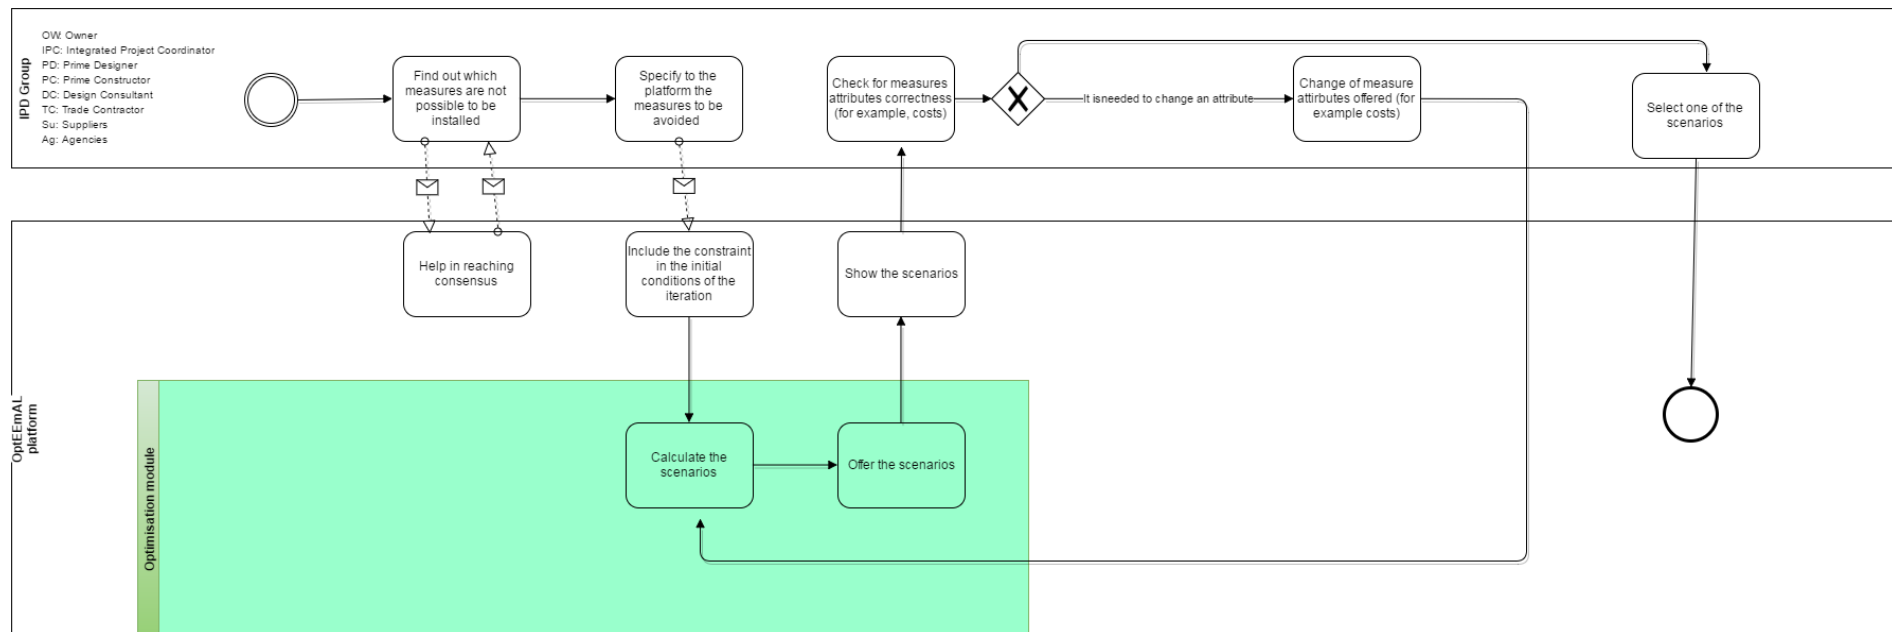 IPD Group
OW: Owner
IPC: Integrated Project Coordinator
PD: Prime Designer
PC: Prime Constructor
DC: Design Consultant
TC: Trade Contractor
Su: Suppliers
Ag: Agencies
Find out which
measures are not
possible to be
installed
Specify to the
platform the
measures to be
avoided
Check for measures
attributes correctness
(for example, costs)
It isneeded to change an attribute
Change of measure
attirbutes offered (for
example costs)
Select one of the
scenarios
OptEEmAL
platform
Help in reaching
consensus
Include the constraint
in the initial
conditions of the
iteration
Show the scenarios
Optimisation module
Calculate the
scenarios
Offer the scenarios